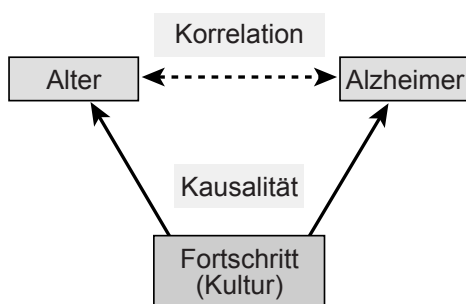 Korrelation
Alter
Alzheimer
Kausalität
Fortschritt
(Kultur)